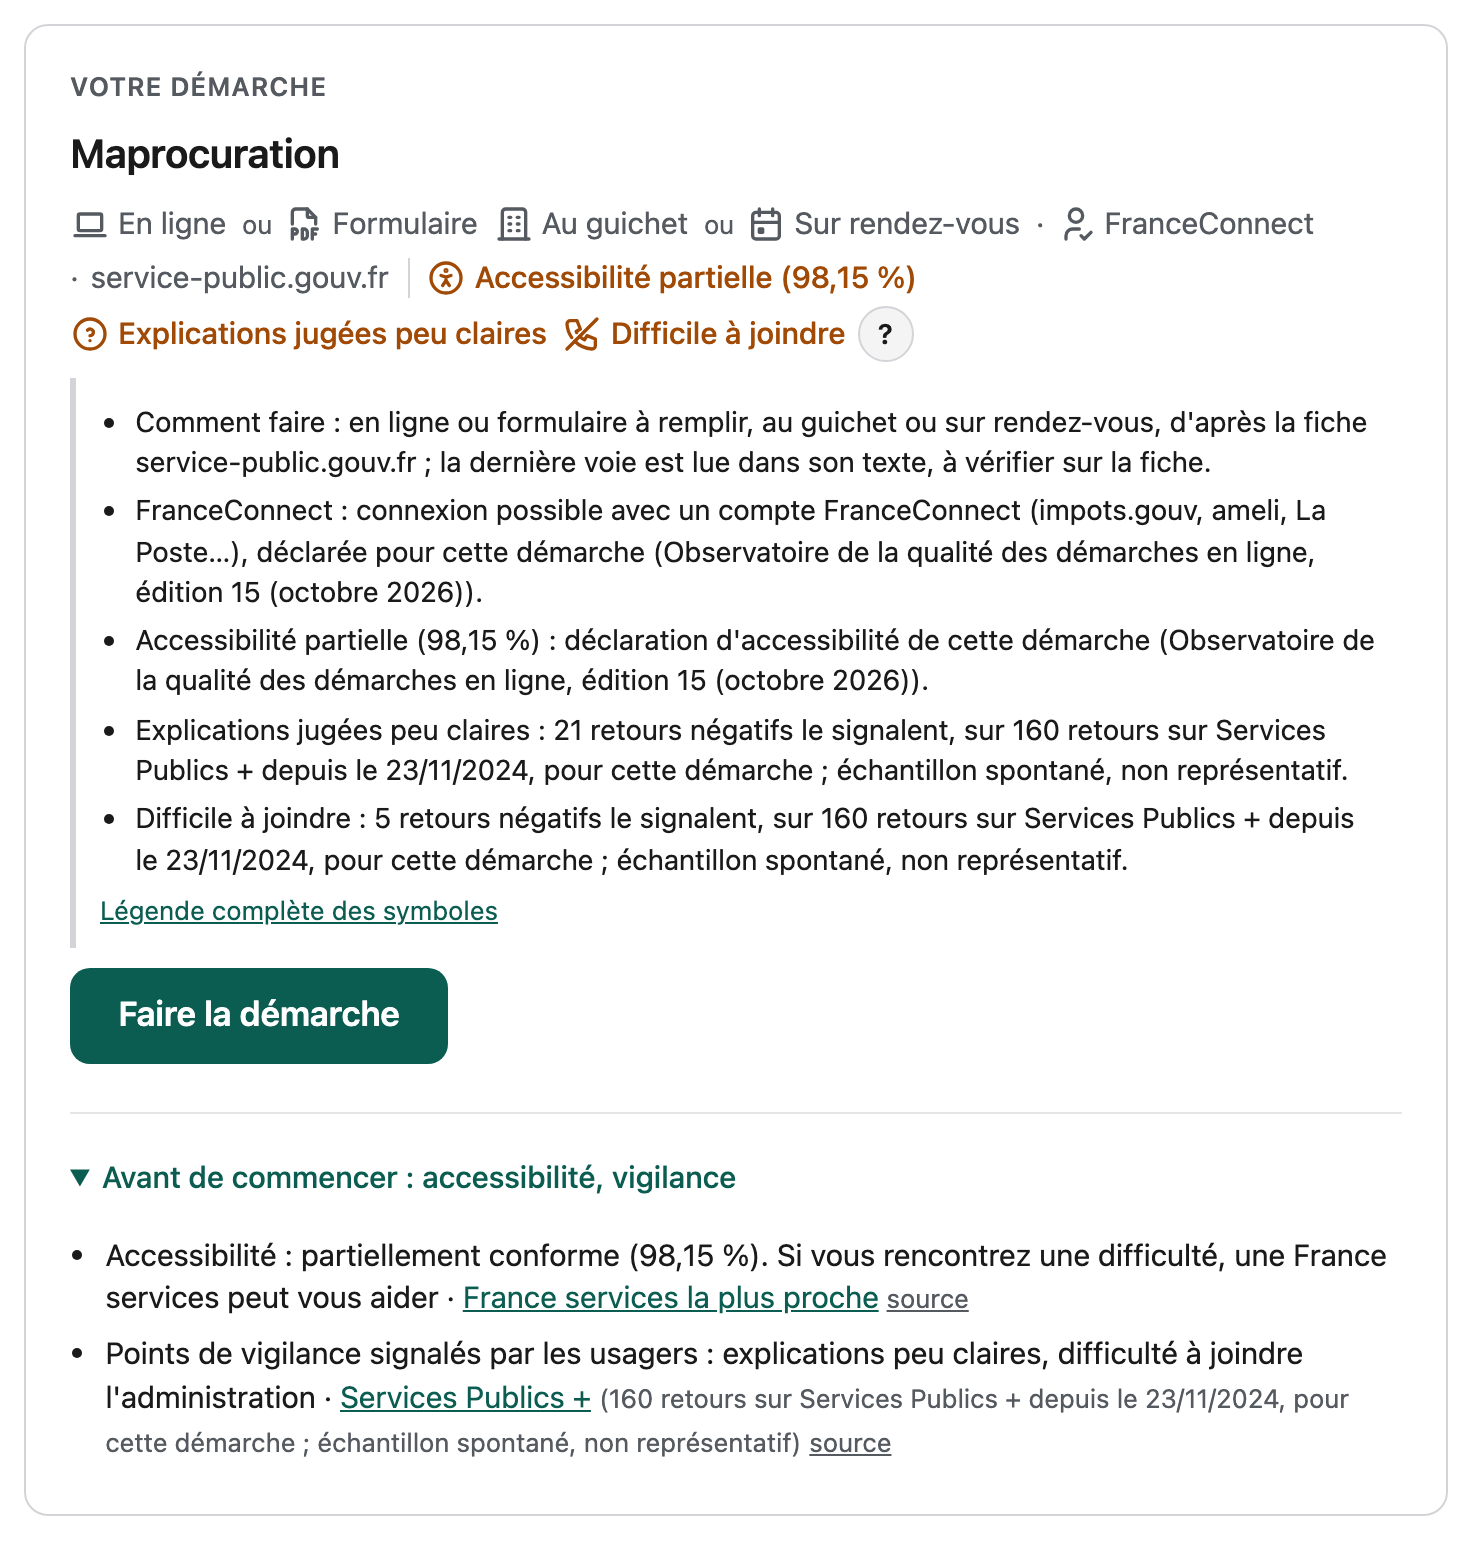 VOTRE DÉMARCHE
Maprocuration
En ligne ou PDF Formulaire Au guichet ou Sur rendez-vous · FranceConnect
· service-public.gouv.fr Accessibilité partielle (98,15 %)
? Explications jugées peu claires Difficile à joindre ?
• Comment faire : en ligne ou formulaire à remplir, au guichet ou sur rendez-vous, d'après la fiche
service-public.gouv.fr ; la dernière voie est lue dans son texte, à vérifier sur la fiche.
• FranceConnect : connexion possible avec un compte FranceConnect (impots.gouv, ameli, La
Poste…), déclarée pour cette démarche (Observatoire de la qualité des démarches en ligne,
édition 15 (octobre 2026)).
• Accessibilité partielle (98,15 %) : déclaration d'accessibilité de cette démarche (Observatoire de
la qualité des démarches en ligne, édition 15 (octobre 2026)).
• Explications jugées peu claires : 21 retours négatifs le signalent, sur 160 retours sur Services
Publics + depuis le 23/11/2024, pour cette démarche ; échantillon spontané, non représentatif.
• Difficile à joindre : 5 retours négatifs le signalent, sur 160 retours sur Services Publics + depuis
le 23/11/2024, pour cette démarche ; échantillon spontané, non représentatif.
Légende complète des symboles
Faire la démarche
▼ Avant de commencer : accessibilité, vigilance
• Accessibilité : partiellement conforme (98,15 %). Si vous rencontrez une difficulté, une France
services peut vous aider · France services la plus proche source
• Points de vigilance signalés par les usagers : explications peu claires, difficulté à joindre
l'administration · Services Publics + (160 retours sur Services Publics + depuis le 23/11/2024, pour
cette démarche ; échantillon spontané, non représentatif) source